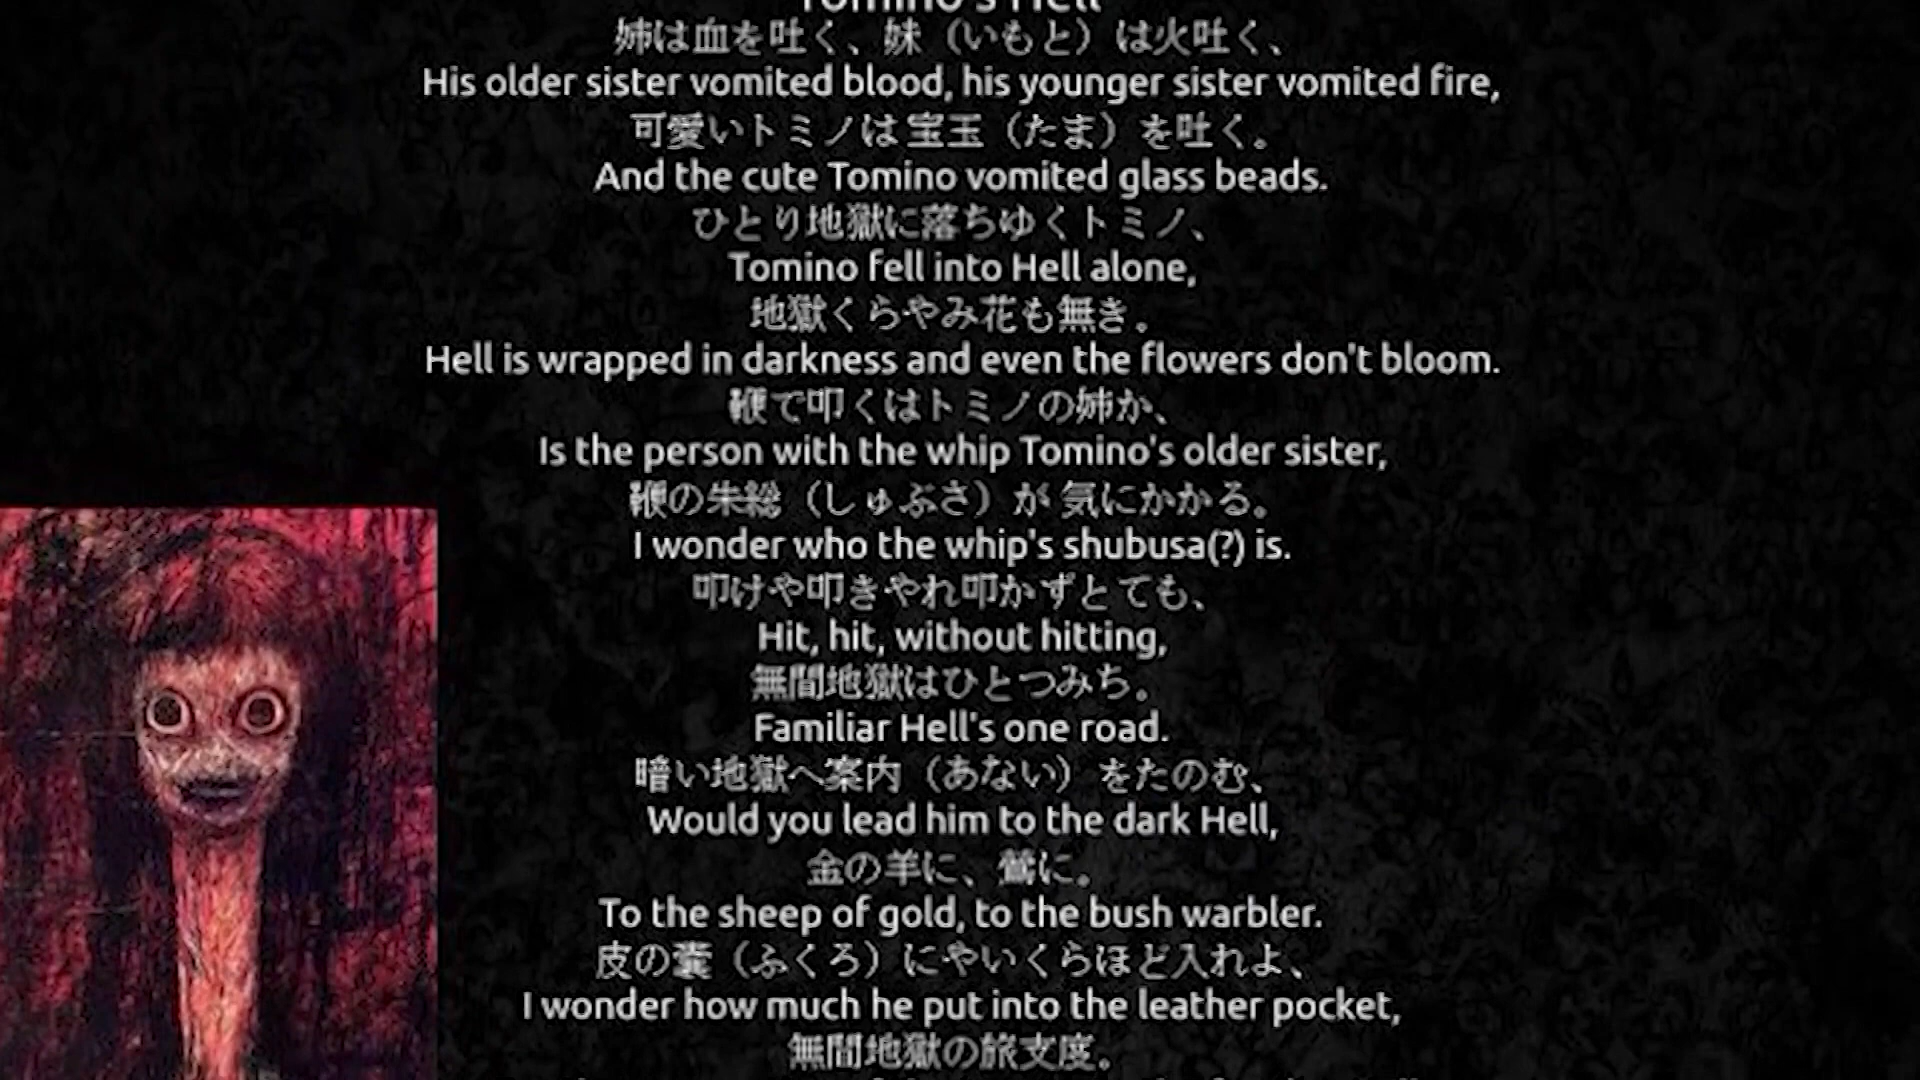 Tomino's Hell
姉は血を吐く、妹（いもと）は火吐く、
His older sister vomited blood, his younger sister vomited fire,
可愛いトミノは宝玉（たま）を吐く。
And the cute Tomino vomited glass beads.
ひとり地獄に落ちゆくトミノ、
Tomino fell into Hell alone,
地獄くらやみ花も無き。
Hell is wrapped in darkness and even the flowers don't bloom.
鞭で叩くはトミノの姉か、
Is the person with the whip Tomino's older sister,
鞭の朱総（しゅぶさ）が 気にかかる。
I wonder who the whip's shubusa(?) is.
叩けや叩きやれ叩かずとても、
Hit, hit, without hitting,
無間地獄はひとつみち。
Familiar Hell's one road.
暗い地獄へ案内（あない）をたのむ、
Would you lead him to the dark Hell,
金の羊に、鶯に。
To the sheep of gold, to the bush warbler.
皮の嚢（ふくろ）にやいくらほど入れよ、
I wonder how much he put into the leather pocket,
無間地獄の旅支度。